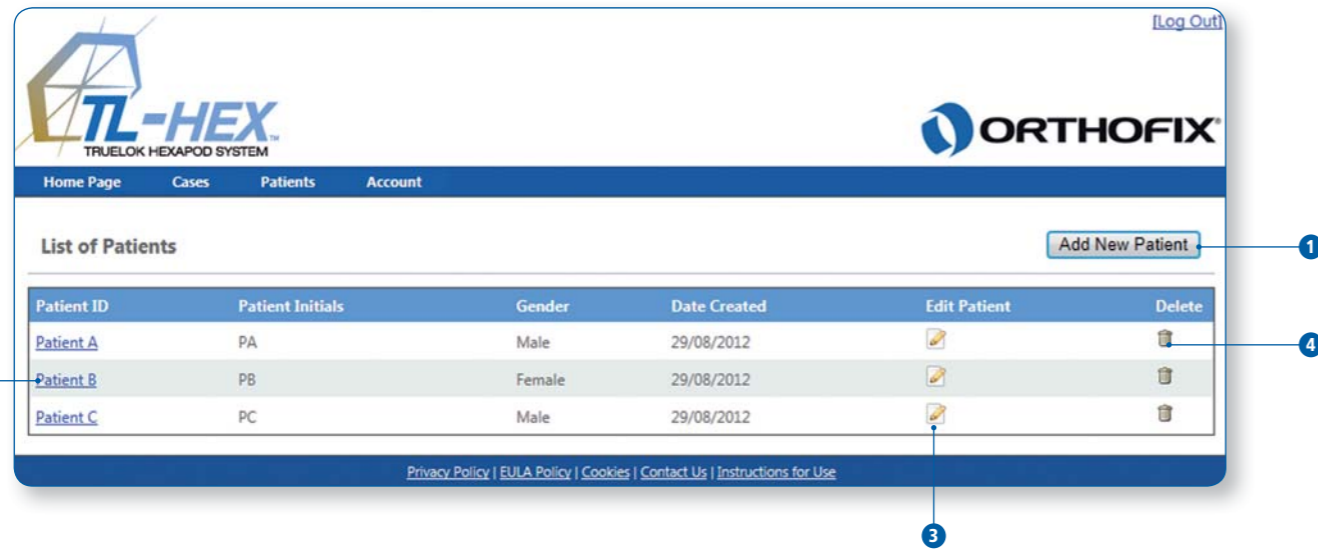 [Log Out]
TL-HEX™
TRUELOK HEXAPOD SYSTEM
ORTHOFIX®
Home Page Cases Patients Account
List of Patients
Add New Patient
1
Patient ID Patient Initials Gender Date Created Edit Patient Delete
Patient A PA Male 29/08/2012
4
Patient B PB Female 29/08/2012
Patient C PC Male 29/08/2012
Privacy Policy | EULA Policy | Cookies | Contact Us | Instructions for Use
3